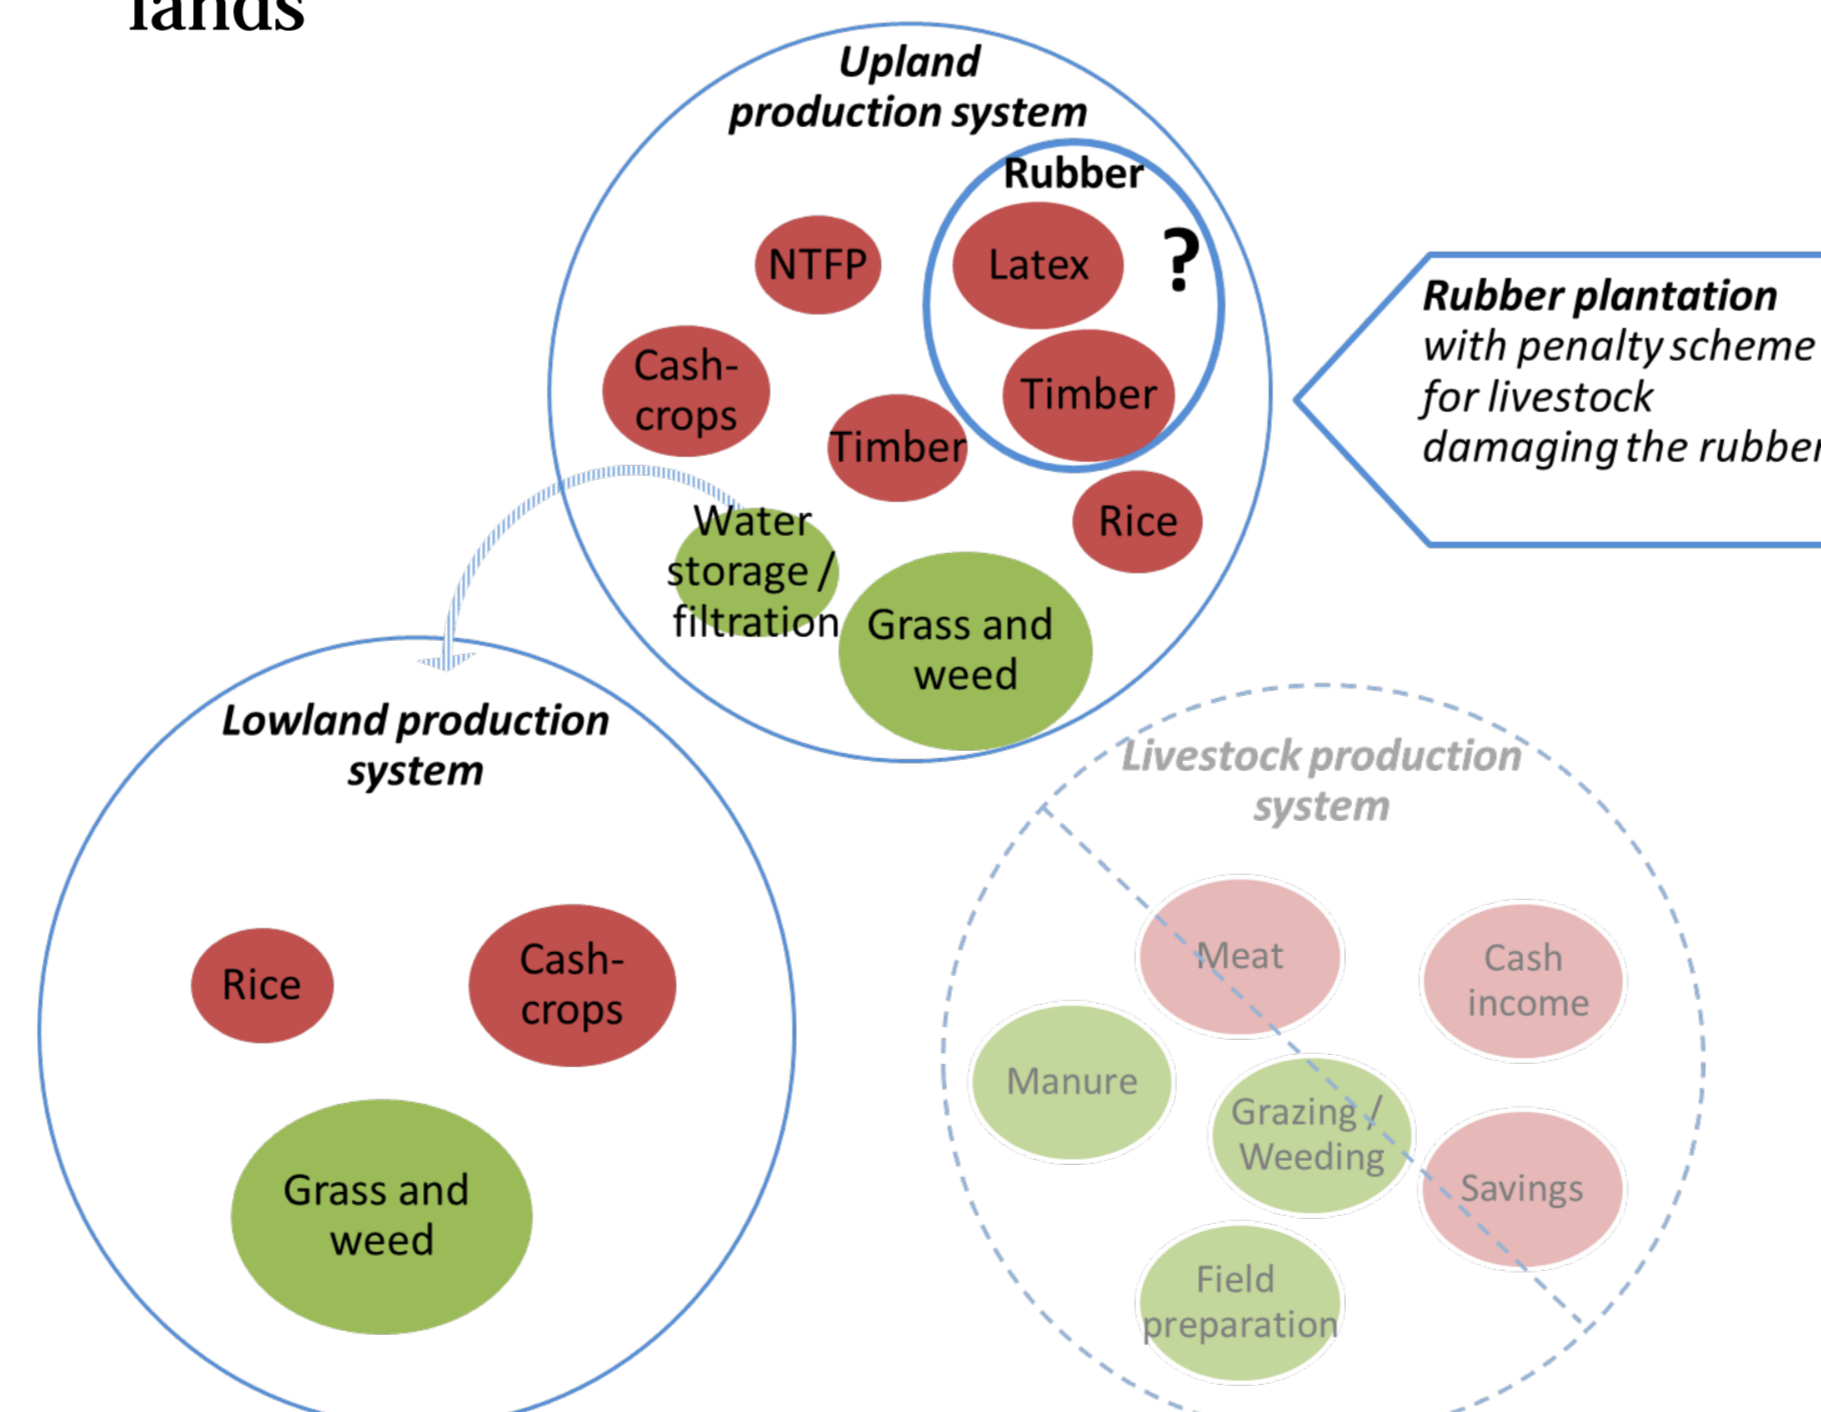 lands
Upland
production system
Rubber
NTFP
Latex
?
Cash-
crops
Timber
Timber
Rice
Water
storage /
filtration
Grass and
weed
Rubber plantation
with penalty scheme
for livestock
damaging the rubber
Lowland production
system
Rice
Cash-
crops
Grass and
weed
Livestock production
system
Meat
Cash
income
Manure
Grazing /
Weeding
Savings
Field
preparation